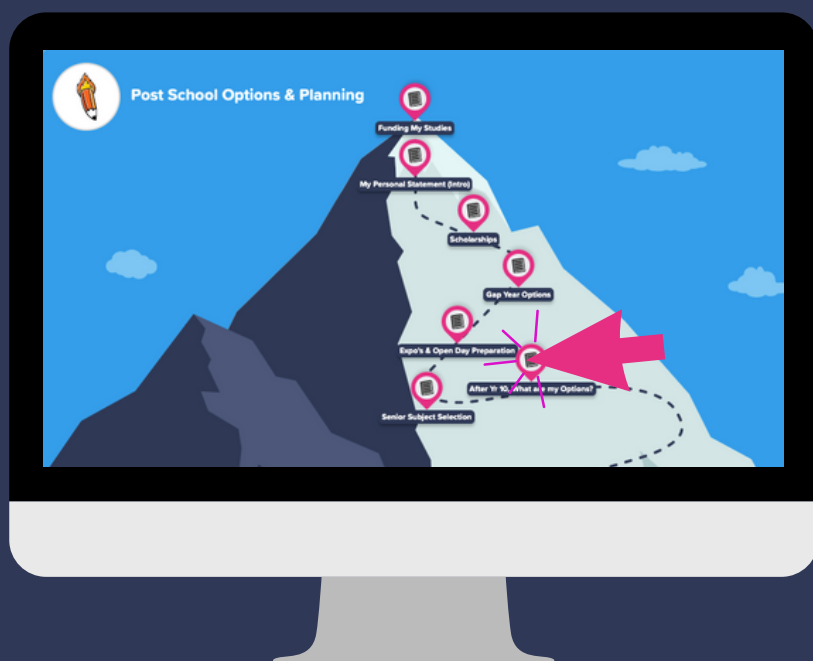 Post School Options & Planning
Funding My Studies
My Personal Statement (Intro)
Scholarships
Gap Year Options
Expo's & Open Day Preparation
After Yr 10, What are my Options?
Senior Subject Selection